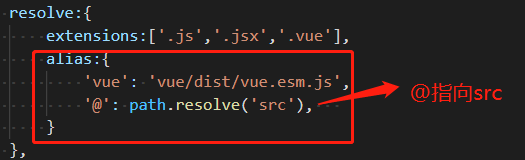 resolve:{
extensions:['.js','.jsx','.vue'],
alias:{
'vue': 'vue/dist/vue.esm.js',
'@': path.resolve('src'),
@指向src
}
},